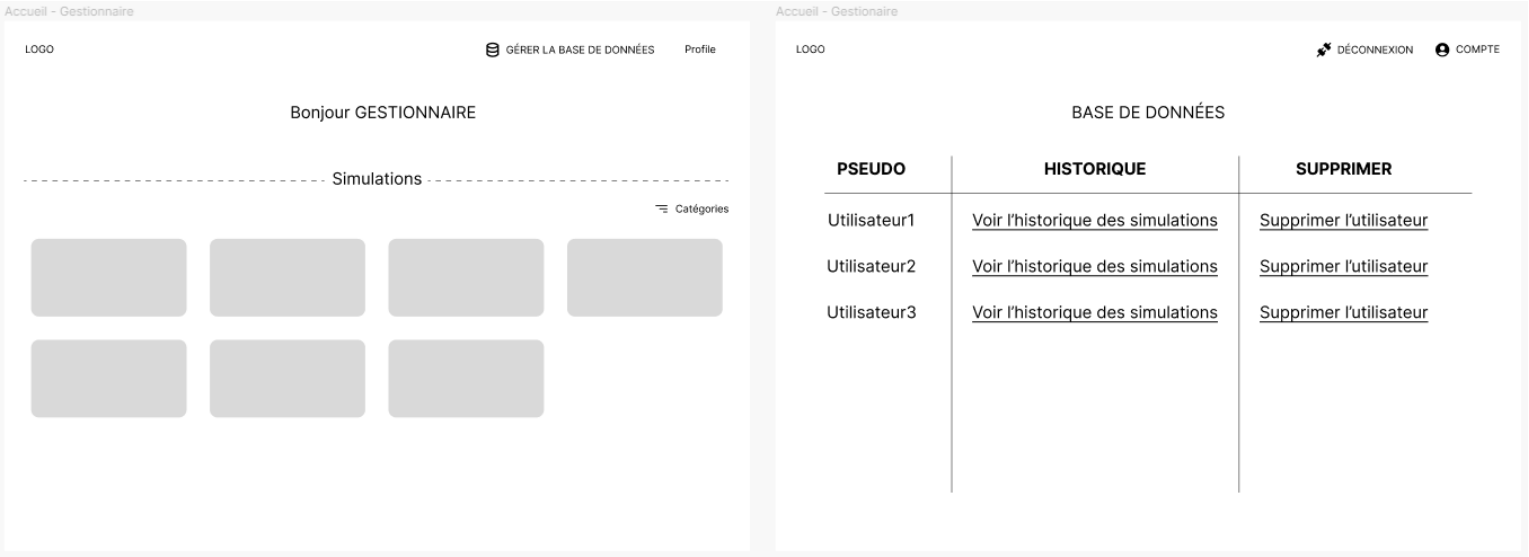 Accueil - Gestionnaire
LOGO
GÉRER LA BASE DE DONNÉES
Profile
Bonjour GESTIONNAIRE
Simulations
Catégories
Accueil - Gestionaire
LOGO
DÉCONNEXION
COMPTE
BASE DE DONNÉES
PSEUDO HISTORIQUE SUPPRIMER
Utilisateur1 Voir l’historique des simulations Supprimer l’utilisateur
Utilisateur2 Voir l’historique des simulations Supprimer l’utilisateur
Utilisateur3 Voir l’historique des simulations Supprimer l’utilisateur